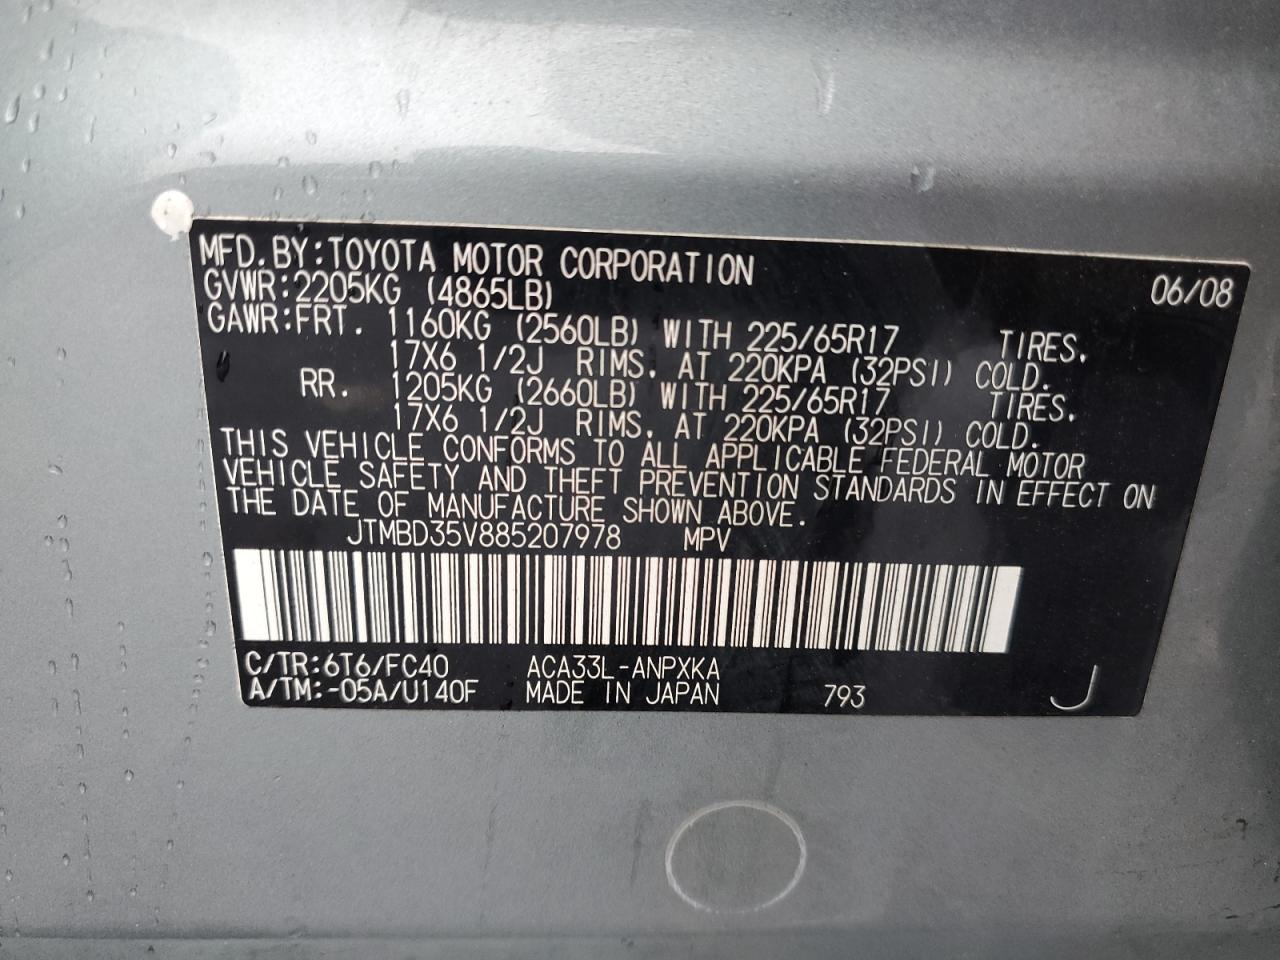 MFD. BY: TOYOTA MOTOR CORPORATION 06/08
GVWR: 2205KG (4865LB)
GAWR: FRT. 1160KG (2560LB) WITH 225/65R17 TIRES.
17X6 1/2J RIMS. AT 220KPA (32PSI) COLD.
RR. 1205KG (2660LB) WITH 225/65R17 TIRES.
17X6 1/2J RIMS. AT 220KPA (32PSI) COLD.
THIS VEHICLE CONFORMS TO ALL APPLICABLE FEDERAL MOTOR
VEHICLE SAFETY AND THEFT PREVENTION STANDARDS IN EFFECT ON
THE DATE OF MANUFACTURE SHOWN ABOVE.
JTMBD35V885207978 MPV
C/TR: 6T6/FC40 ACA33L-ANPXKA
A/TM: -05A/U140F MADE IN JAPAN 793 J